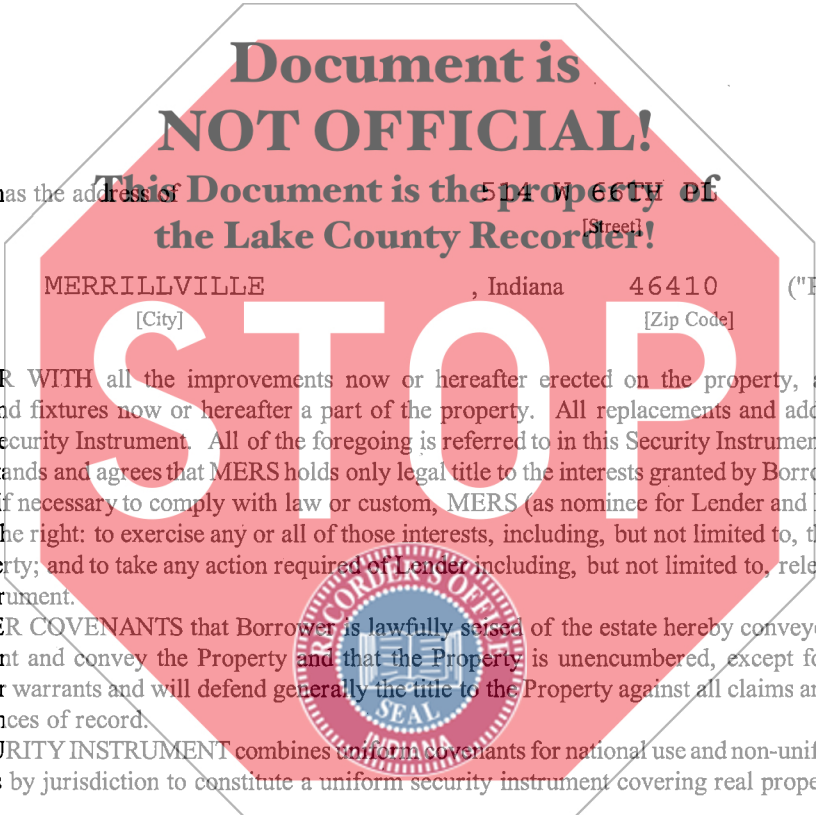 Document is
NOT OFFICIAL!
This Document is the property of
the Lake County Recorder!
as the address of 514 W 66TH PL
[Street]
MERRILLVILLE , Indiana 46410 ("P
[City] [Zip Code]
STOP
R WITH all the improvements now or hereafter erected on the property, a
nd fixtures now or hereafter a part of the property. All replacements and add
ecurity Instrument. All of the foregoing is referred to in this Security Instrumen
ands and agrees that MERS holds only legal title to the interests granted by Borro
if necessary to comply with law or custom, MERS (as nominee for Lender and
he right: to exercise any or all of those interests, including, but not limited to, t
rty; and to take any action required of Lender including, but not limited to, rele
rument.
ER COVENANTS that Borrower is lawfully seised of the estate hereby convey
nt and convey the Property and that the Property is unencumbered, except fo
r warrants and will defend generally the title to the Property against all claims an
nces of record.
URITY INSTRUMENT combines uniform covenants for national use and non-unif
s by jurisdiction to constitute a uniform security instrument covering real prope
RECORDER'S OFFICE
SEAL
INDIANA